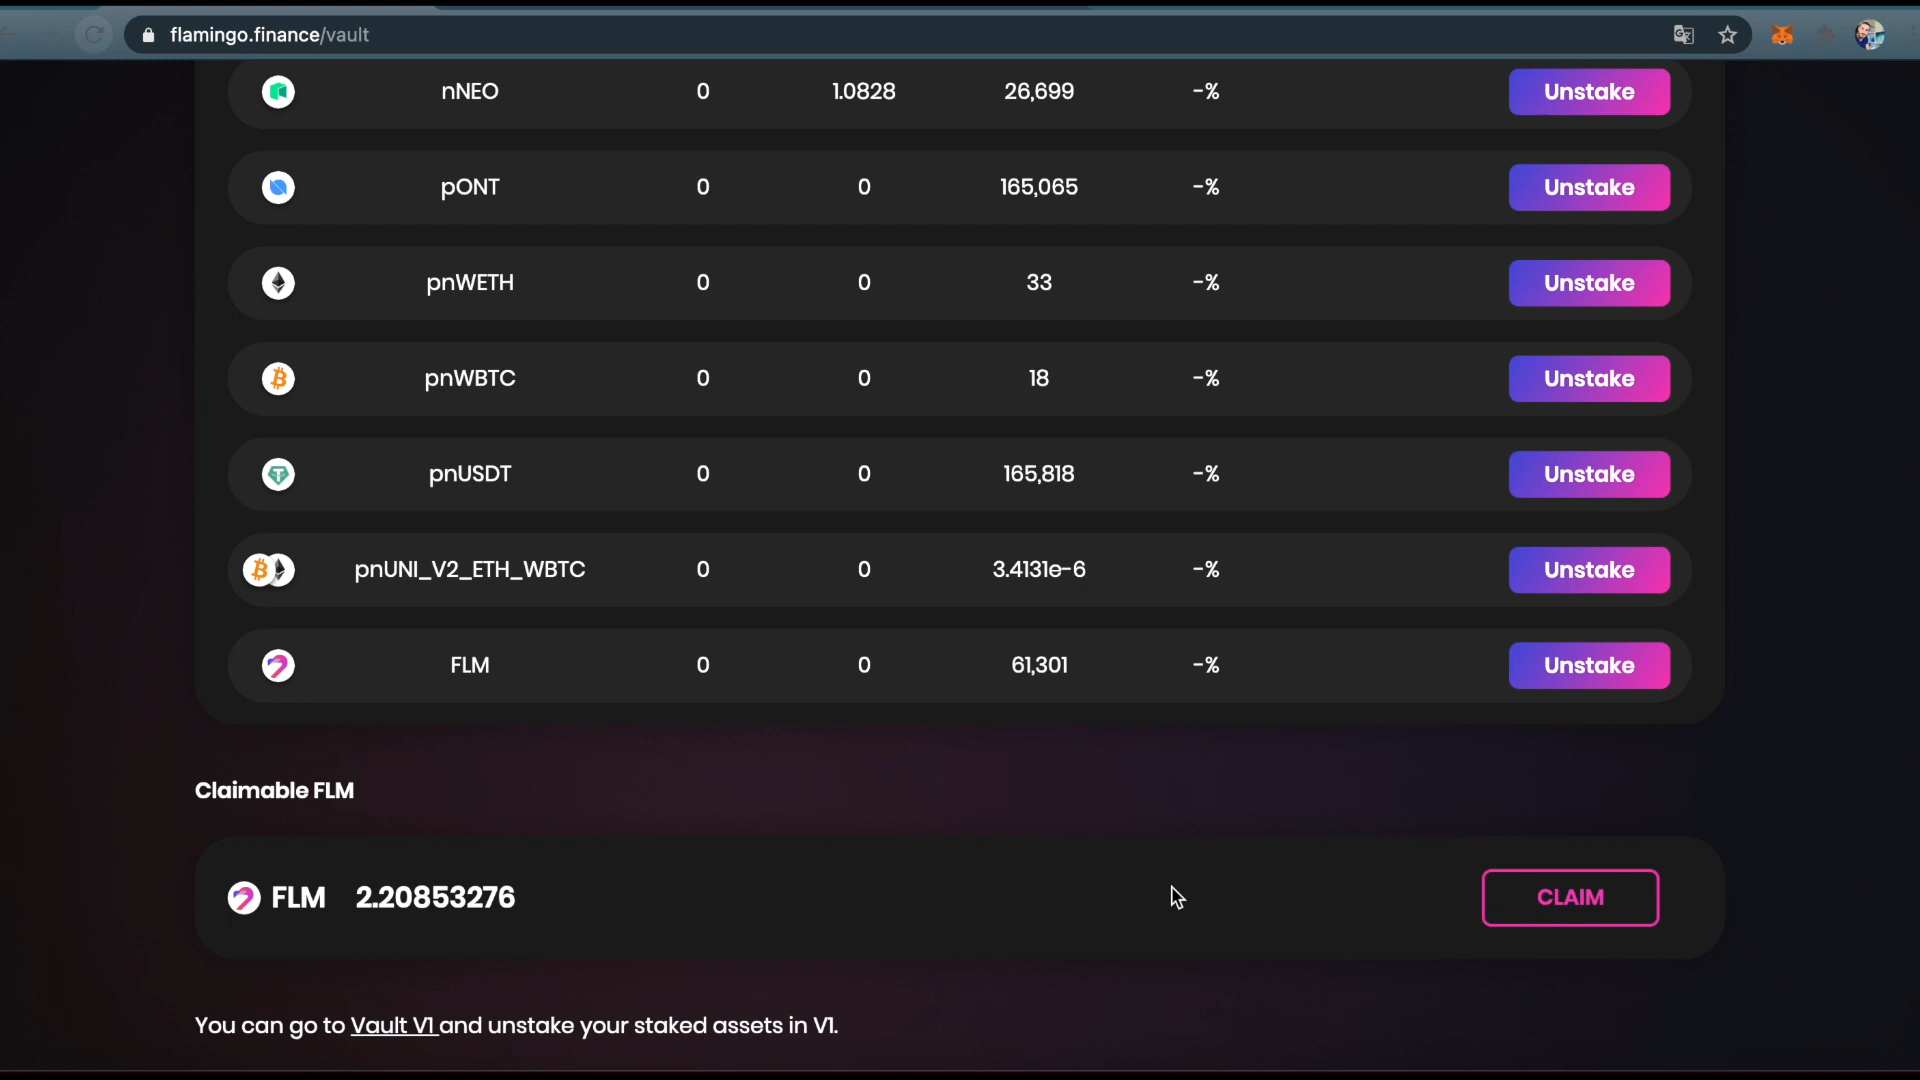 flamingo.finance/vault
nNEO 0 1.0828 26,699 -% Unstake
pONT 0 0 165,065 -% Unstake
pnWETH 0 0 33 -% Unstake
pnWBTC 0 0 18 -% Unstake
pnUSDT 0 0 165,818 -% Unstake
pnUNI_V2_ETH_WBTC 0 0 3.4131e-6 -% Unstake
FLM 0 0 61,301 -% Unstake
Claimable FLM
FLM 2.20853276 CLAIM
You can go to Vault V1 and unstake your staked assets in V1.